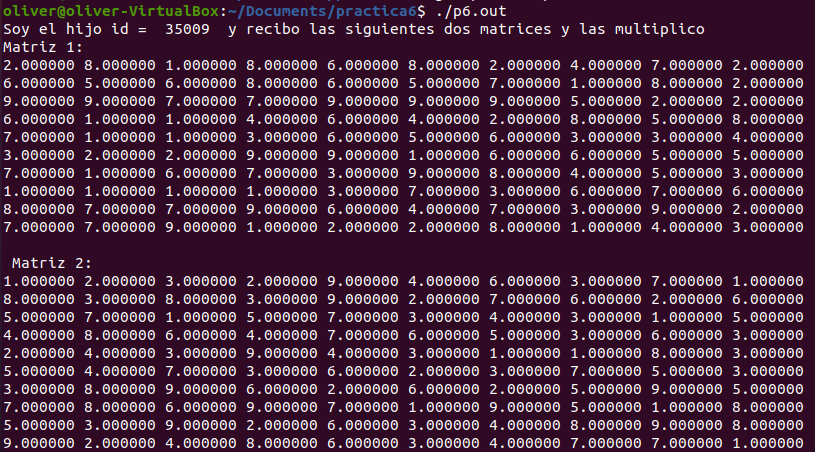 oliver@oliver-VirtualBox:~/Documents/practica6$ ./p6.out
Soy el hijo id =  35009  y recibo las siguientes dos matrices y las multiplico
Matriz 1:
2.000000 8.000000 1.000000 8.000000 6.000000 8.000000 2.000000 4.000000 7.000000 2.000000
6.000000 5.000000 6.000000 8.000000 6.000000 5.000000 7.000000 1.000000 8.000000 2.000000
9.000000 9.000000 7.000000 7.000000 9.000000 9.000000 9.000000 5.000000 2.000000 2.000000
6.000000 1.000000 1.000000 4.000000 6.000000 4.000000 2.000000 8.000000 5.000000 8.000000
7.000000 1.000000 1.000000 3.000000 6.000000 5.000000 6.000000 3.000000 3.000000 4.000000
3.000000 2.000000 2.000000 9.000000 9.000000 1.000000 6.000000 6.000000 5.000000 5.000000
7.000000 1.000000 6.000000 7.000000 3.000000 9.000000 8.000000 4.000000 5.000000 3.000000
1.000000 1.000000 1.000000 1.000000 3.000000 7.000000 3.000000 6.000000 7.000000 6.000000
8.000000 7.000000 7.000000 9.000000 6.000000 4.000000 7.000000 3.000000 9.000000 2.000000
7.000000 7.000000 9.000000 1.000000 2.000000 2.000000 8.000000 1.000000 4.000000 3.000000
Matriz 2:
1.000000 2.000000 3.000000 2.000000 9.000000 4.000000 6.000000 3.000000 7.000000 1.000000
8.000000 3.000000 8.000000 3.000000 9.000000 2.000000 7.000000 6.000000 2.000000 6.000000
5.000000 7.000000 1.000000 5.000000 7.000000 3.000000 4.000000 3.000000 1.000000 5.000000
4.000000 8.000000 6.000000 4.000000 7.000000 6.000000 5.000000 3.000000 6.000000 3.000000
2.000000 4.000000 3.000000 9.000000 4.000000 3.000000 1.000000 1.000000 8.000000 3.000000
5.000000 4.000000 7.000000 3.000000 6.000000 2.000000 3.000000 7.000000 5.000000 3.000000
3.000000 8.000000 9.000000 6.000000 2.000000 6.000000 2.000000 5.000000 9.000000 5.000000
7.000000 8.000000 6.000000 9.000000 7.000000 1.000000 9.000000 5.000000 1.000000 8.000000
5.000000 3.000000 9.000000 2.000000 6.000000 3.000000 4.000000 8.000000 9.000000 6.000000
9.000000 2.000000 4.000000 8.000000 6.000000 3.000000 4.000000 7.000000 7.000000 1.000000